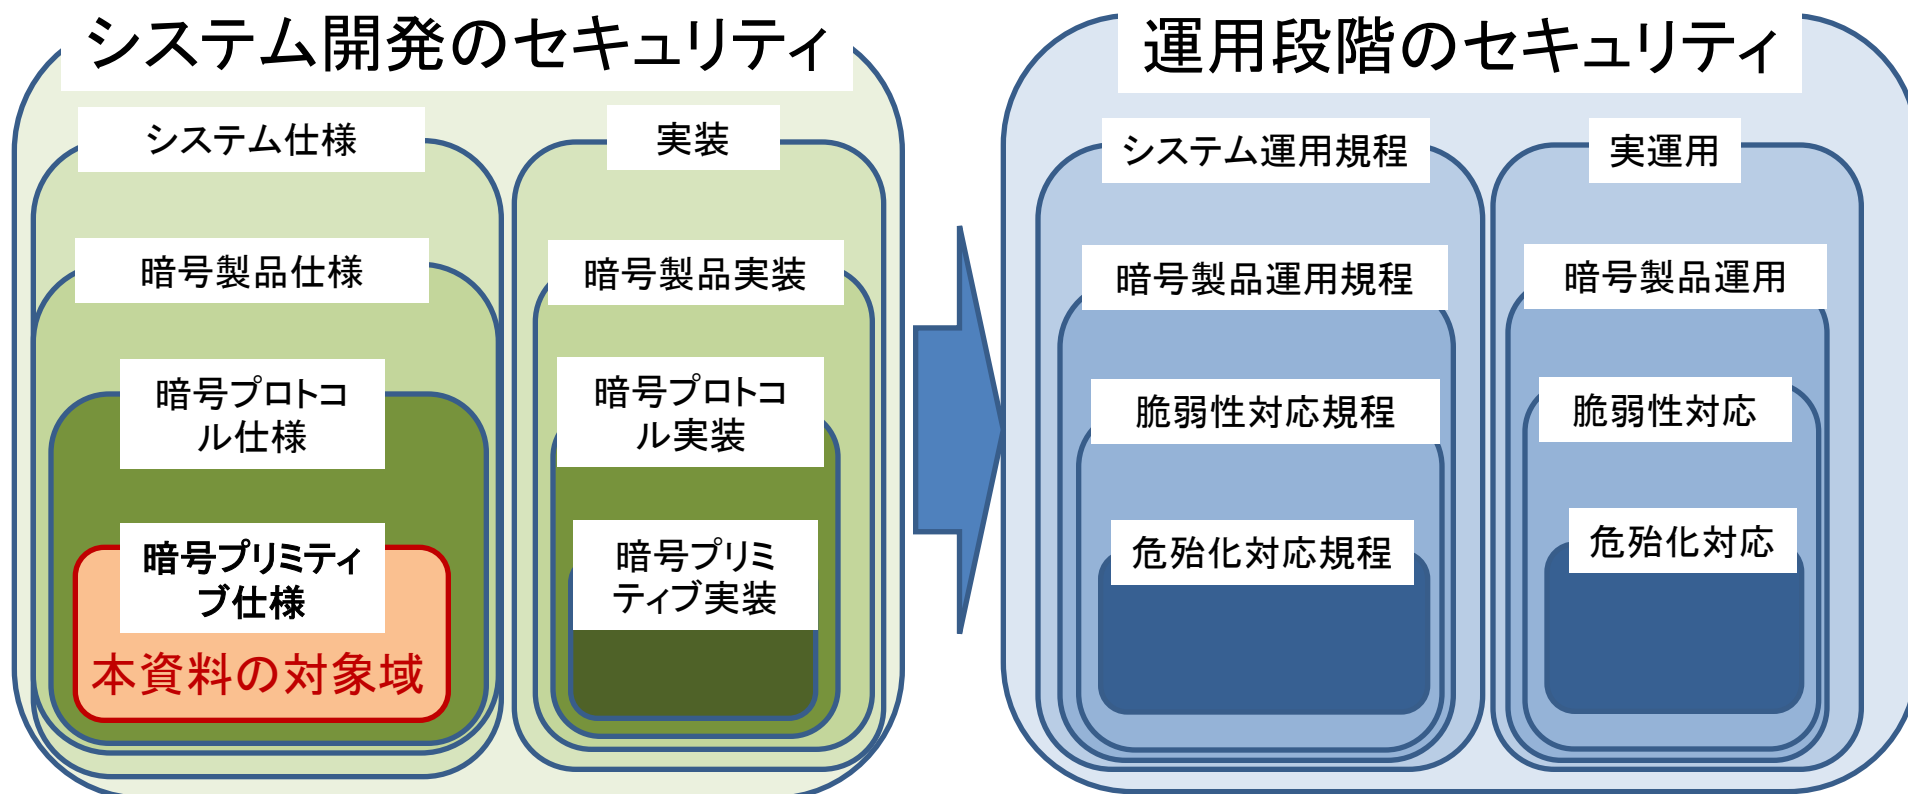 システム開発のセキュリティ
システム仕様
暗号製品仕様
暗号プロトコ
ル仕様
暗号プリミティ
ブ仕様
本資料の対象域
実装
暗号製品実装
暗号プロトコ
ル実装
暗号プリミ
ティブ実装
運用段階のセキュリティ
システム運用規程
暗号製品運用規程
脆弱性対応規程
危殆化対応規程
実運用
暗号製品運用
脆弱性対応
危殆化対応